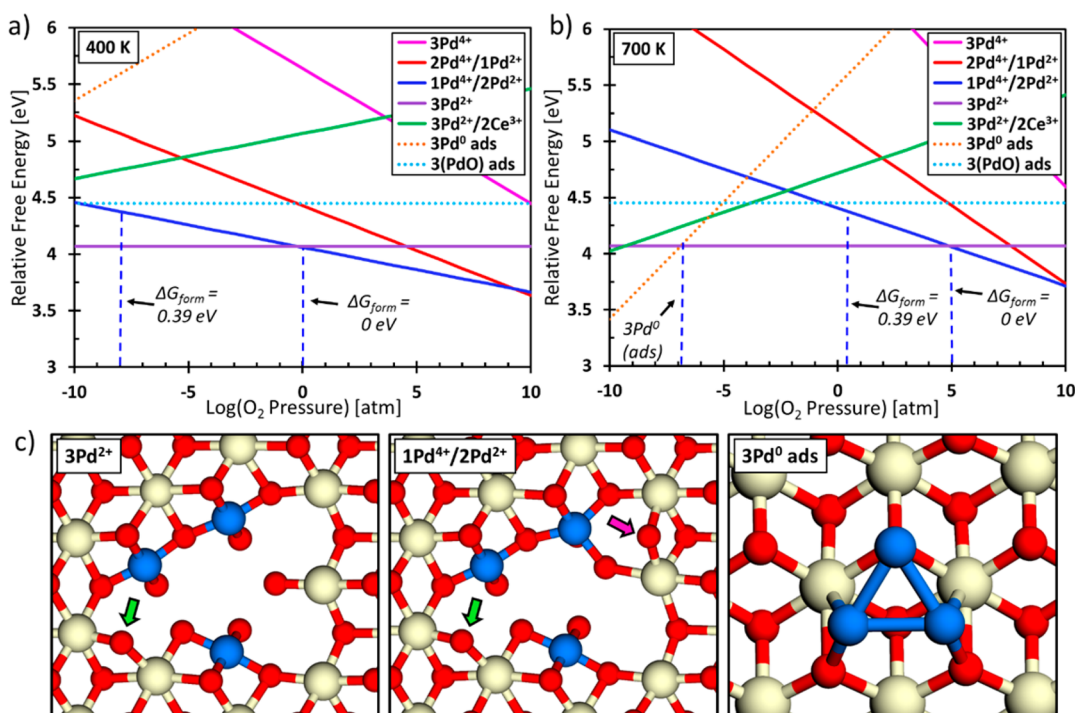 a)
400 K
3Pd⁴⁺
2Pd⁴⁺/1Pd²⁺
1Pd⁴⁺/2Pd²⁺
3Pd²⁺
3Pd²⁺/2Ce³⁺
3Pd⁰ ads
3(PdO) ads
Relative Free Energy [eV]
6
5.5
5
4.5
4
3.5
3
ΔG_form =
0.39 eV
ΔG_form =
0 eV
-10
-5
0
5
10
Log(O₂ Pressure) [atm]
b)
700 K
3Pd⁴⁺
2Pd⁴⁺/1Pd²⁺
1Pd⁴⁺/2Pd²⁺
3Pd²⁺
3Pd²⁺/2Ce³⁺
3Pd⁰ ads
3(PdO) ads
Relative Free Energy [eV]
6
5.5
5
4.5
4
3.5
3
3Pd⁰
(ads)
ΔG_form =
0.39 eV
ΔG_form =
0 eV
-10
-5
0
5
10
Log(O₂ Pressure) [atm]
c)
3Pd²⁺
1Pd⁴⁺/2Pd²⁺
3Pd⁰ ads